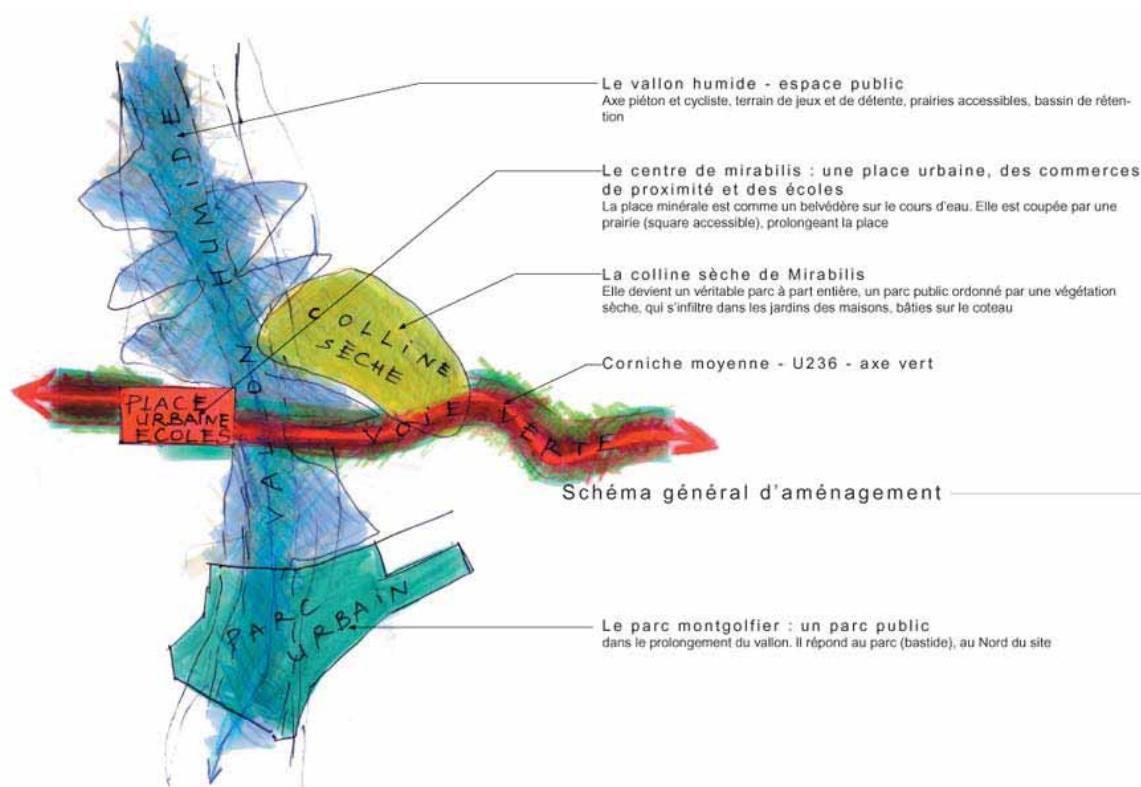 Le vallon humide - espace public
Axe piéton et cycliste, terrain de jeux et de détente, prairies accessibles, bassin de réten-
tion
Le centre de mirabilis : une place urbaine, des commerces
de proximité et des écoles
La place minérale est comme un belvédère sur le cours d'eau. Elle est coupée par une
prairie (square accessible), prolongeant la place
La colline sèche de Mirabilis
Elle devient un véritable parc à part entière, un parc public ordonné par une végétation
sèche, qui s'infiltre dans les jardins des maisons, bâties sur le coteau
Corniche moyenne - U236 - axe vert
Schéma général d'aménagement
Le parc montgolfier : un parc public
dans le prolongement du vallon. Il répond au parc (bastide), au Nord du site
VALLON HUMIDE
COLLINE
SÈCHE
PLACE
URBAINE
ECOLES
VOIE VERTE
PARC
URBAIN